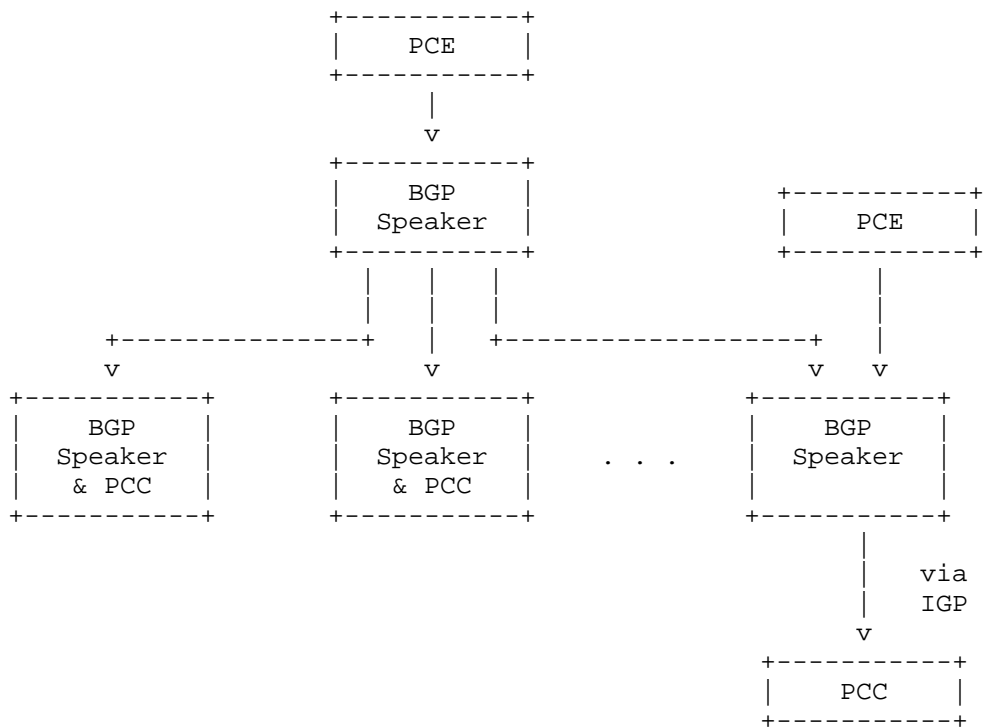 PCE
BGP
Speaker
PCE
BGP
Speaker
& PCC
BGP
Speaker
& PCC
. . .
BGP
Speaker
via
IGP
PCC